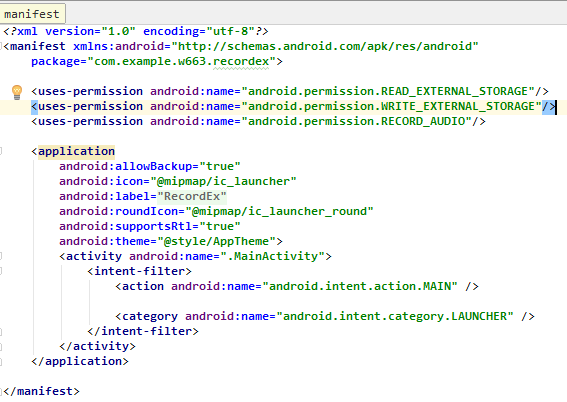 manifest
<?xml version="1.0" encoding="utf-8"?>
<manifest xmlns:android="http://schemas.android.com/apk/res/android"
    package="com.example.w663.recordex">

    <uses-permission android:name="android.permission.READ_EXTERNAL_STORAGE"/>
    <uses-permission android:name="android.permission.WRITE_EXTERNAL_STORAGE"/>
    <uses-permission android:name="android.permission.RECORD_AUDIO"/>

    <application
        android:allowBackup="true"
        android:icon="@mipmap/ic_launcher"
        android:label="RecordEx"
        android:roundIcon="@mipmap/ic_launcher_round"
        android:supportsRtl="true"
        android:theme="@style/AppTheme">
        <activity android:name=".MainActivity">
            <intent-filter>
                <action android:name="android.intent.action.MAIN" />

                <category android:name="android.intent.category.LAUNCHER" />
            </intent-filter>
        </activity>
    </application>

</manifest>